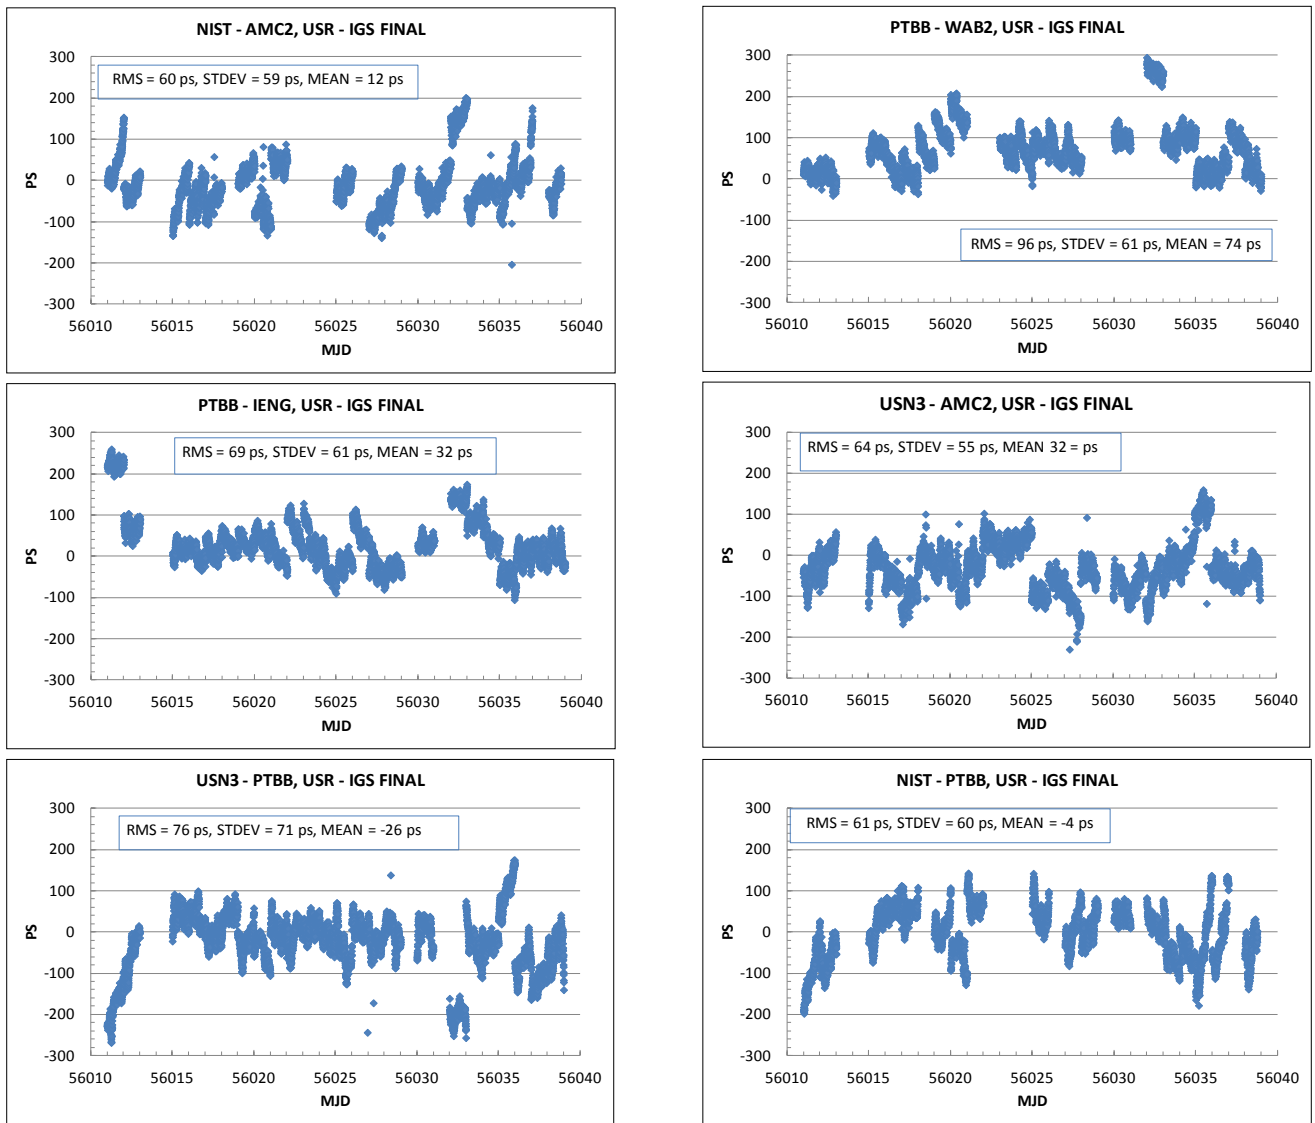 NIST - AMC2, USR - IGS FINAL
RMS = 60 ps, STDEV = 59 ps, MEAN = 12 ps
300
200
100
0
-100
-200
-300
PS
56010 56015 56020 56025 56030 56035 56040
MJD
PTBB - WAB2, USR - IGS FINAL
300
200
100
0
-100
-200
-300
PS
RMS = 96 ps, STDEV = 61 ps, MEAN = 74 ps
56010 56015 56020 56025 56030 56035 56040
MJD
PTBB - IENG, USR - IGS FINAL
RMS = 69 ps, STDEV = 61 ps, MEAN = 32 ps
300
200
100
0
-100
-200
-300
PS
56010 56015 56020 56025 56030 56035 56040
MJD
USN3 - AMC2, USR - IGS FINAL
RMS = 64 ps, STDEV = 55 ps, MEAN 32 = ps
300
200
100
0
-100
-200
-300
PS
56010 56015 56020 56025 56030 56035 56040
MJD
USN3 - PTBB, USR - IGS FINAL
RMS = 76 ps, STDEV = 71 ps, MEAN = -26 ps
300
200
100
0
-100
-200
-300
PS
56010 56015 56020 56025 56030 56035 56040
MJD
NIST - PTBB, USR - IGS FINAL
RMS = 61 ps, STDEV = 60 ps, MEAN = -4 ps
300
200
100
0
-100
-200
-300
PS
56010 56015 56020 56025 56030 56035 56040
MJD